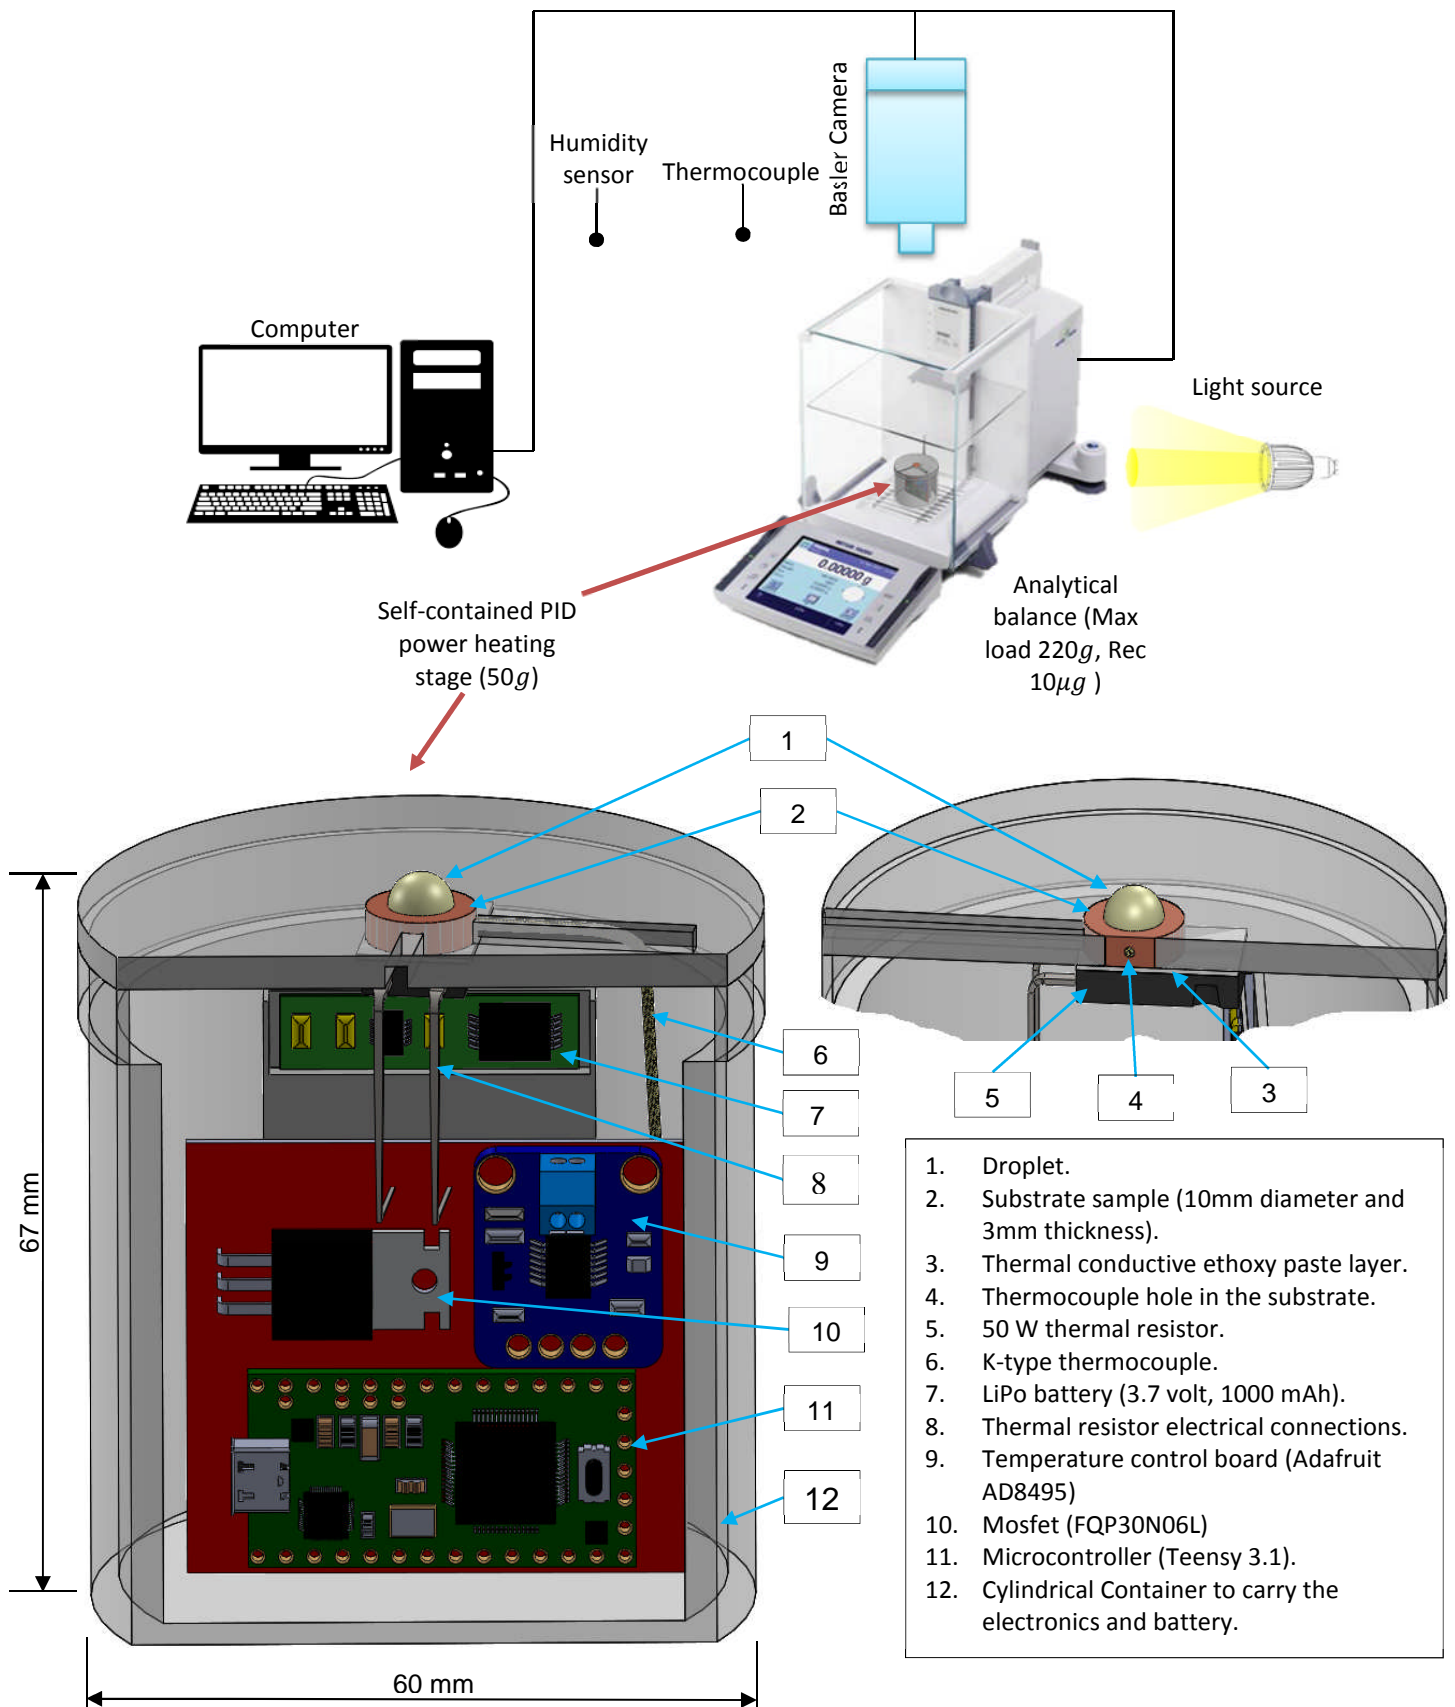 Humidity
sensor
Thermocouple
Basler Camera
Computer
Light source
0.00000 g
Analytical
balance (Max
load 220g, Rec
10µg )
Self-contained PID
power heating
stage (50g)
1
2
6
7
8
9
10
11
12
5
4
3
67 mm
60 mm
1. Droplet.
2. Substrate sample (10mm diameter and
3mm thickness).
3. Thermal conductive ethoxy paste layer.
4. Thermocouple hole in the substrate.
5. 50 W thermal resistor.
6. K-type thermocouple.
7. LiPo battery (3.7 volt, 1000 mAh).
8. Thermal resistor electrical connections.
9. Temperature control board (Adafruit
AD8495)
10. Mosfet (FQP30N06L)
11. Microcontroller (Teensy 3.1).
12. Cylindrical Container to carry the
electronics and battery.